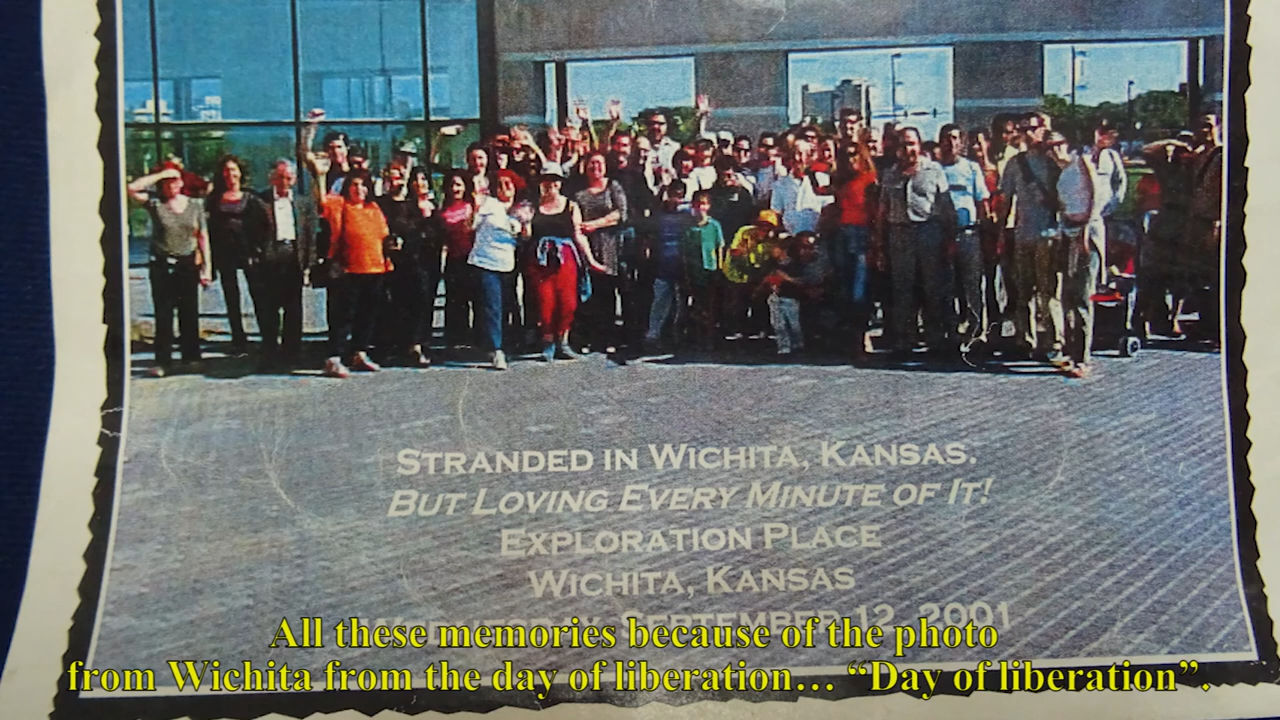 STRANDED IN WICHITA, KANSAS.
BUT LOVING EVERY MINUTE OF IT!
EXPLORATION PLACE
WICHITA, KANSAS
SEPTEMBER 12, 2001
All these memories because of the photo
from Wichita from the day of liberation... “Day of liberation”.